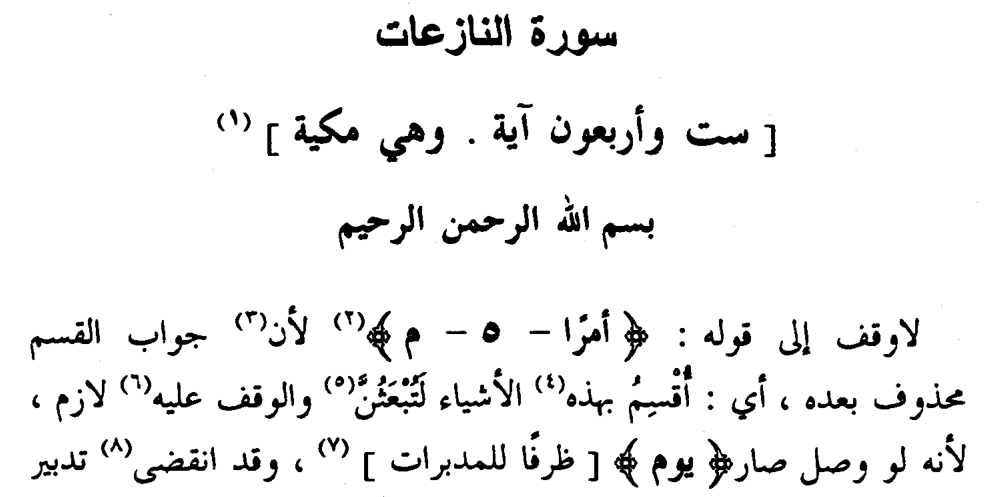 سورة النازعات
[ ست وأربعون آية . وهي مكية ] (١)
بسم الله الرحمن الرحيم
لاوقف إلى قوله : ﴿ أمرًا – ٥ – م ﴾(٢) لأن(٣) جواب القسم
محذوف بعده ، أي : أُقْسِمُ بهذه(٤) الأشياء لَتُبْعَثُنَّ(٥) والوقف عليه(٦) لازم ،
لأنه لو وصل صار ﴿ يوم ﴾ [ ظرفًا للمدبرات ] (٧) ، وقد انقضى(٨) تدبير